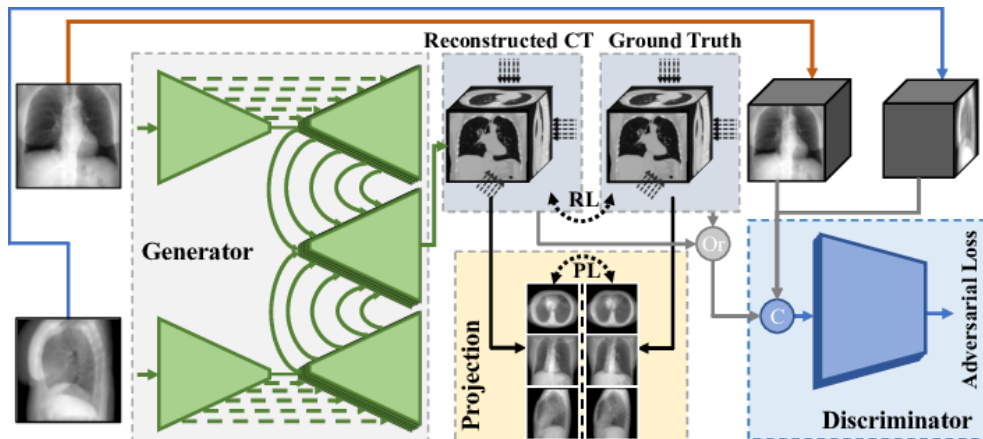 Reconstructed CT
Ground Truth
Generator
RL
Or
PL
Projection
C
Adversarial Loss
Discriminator